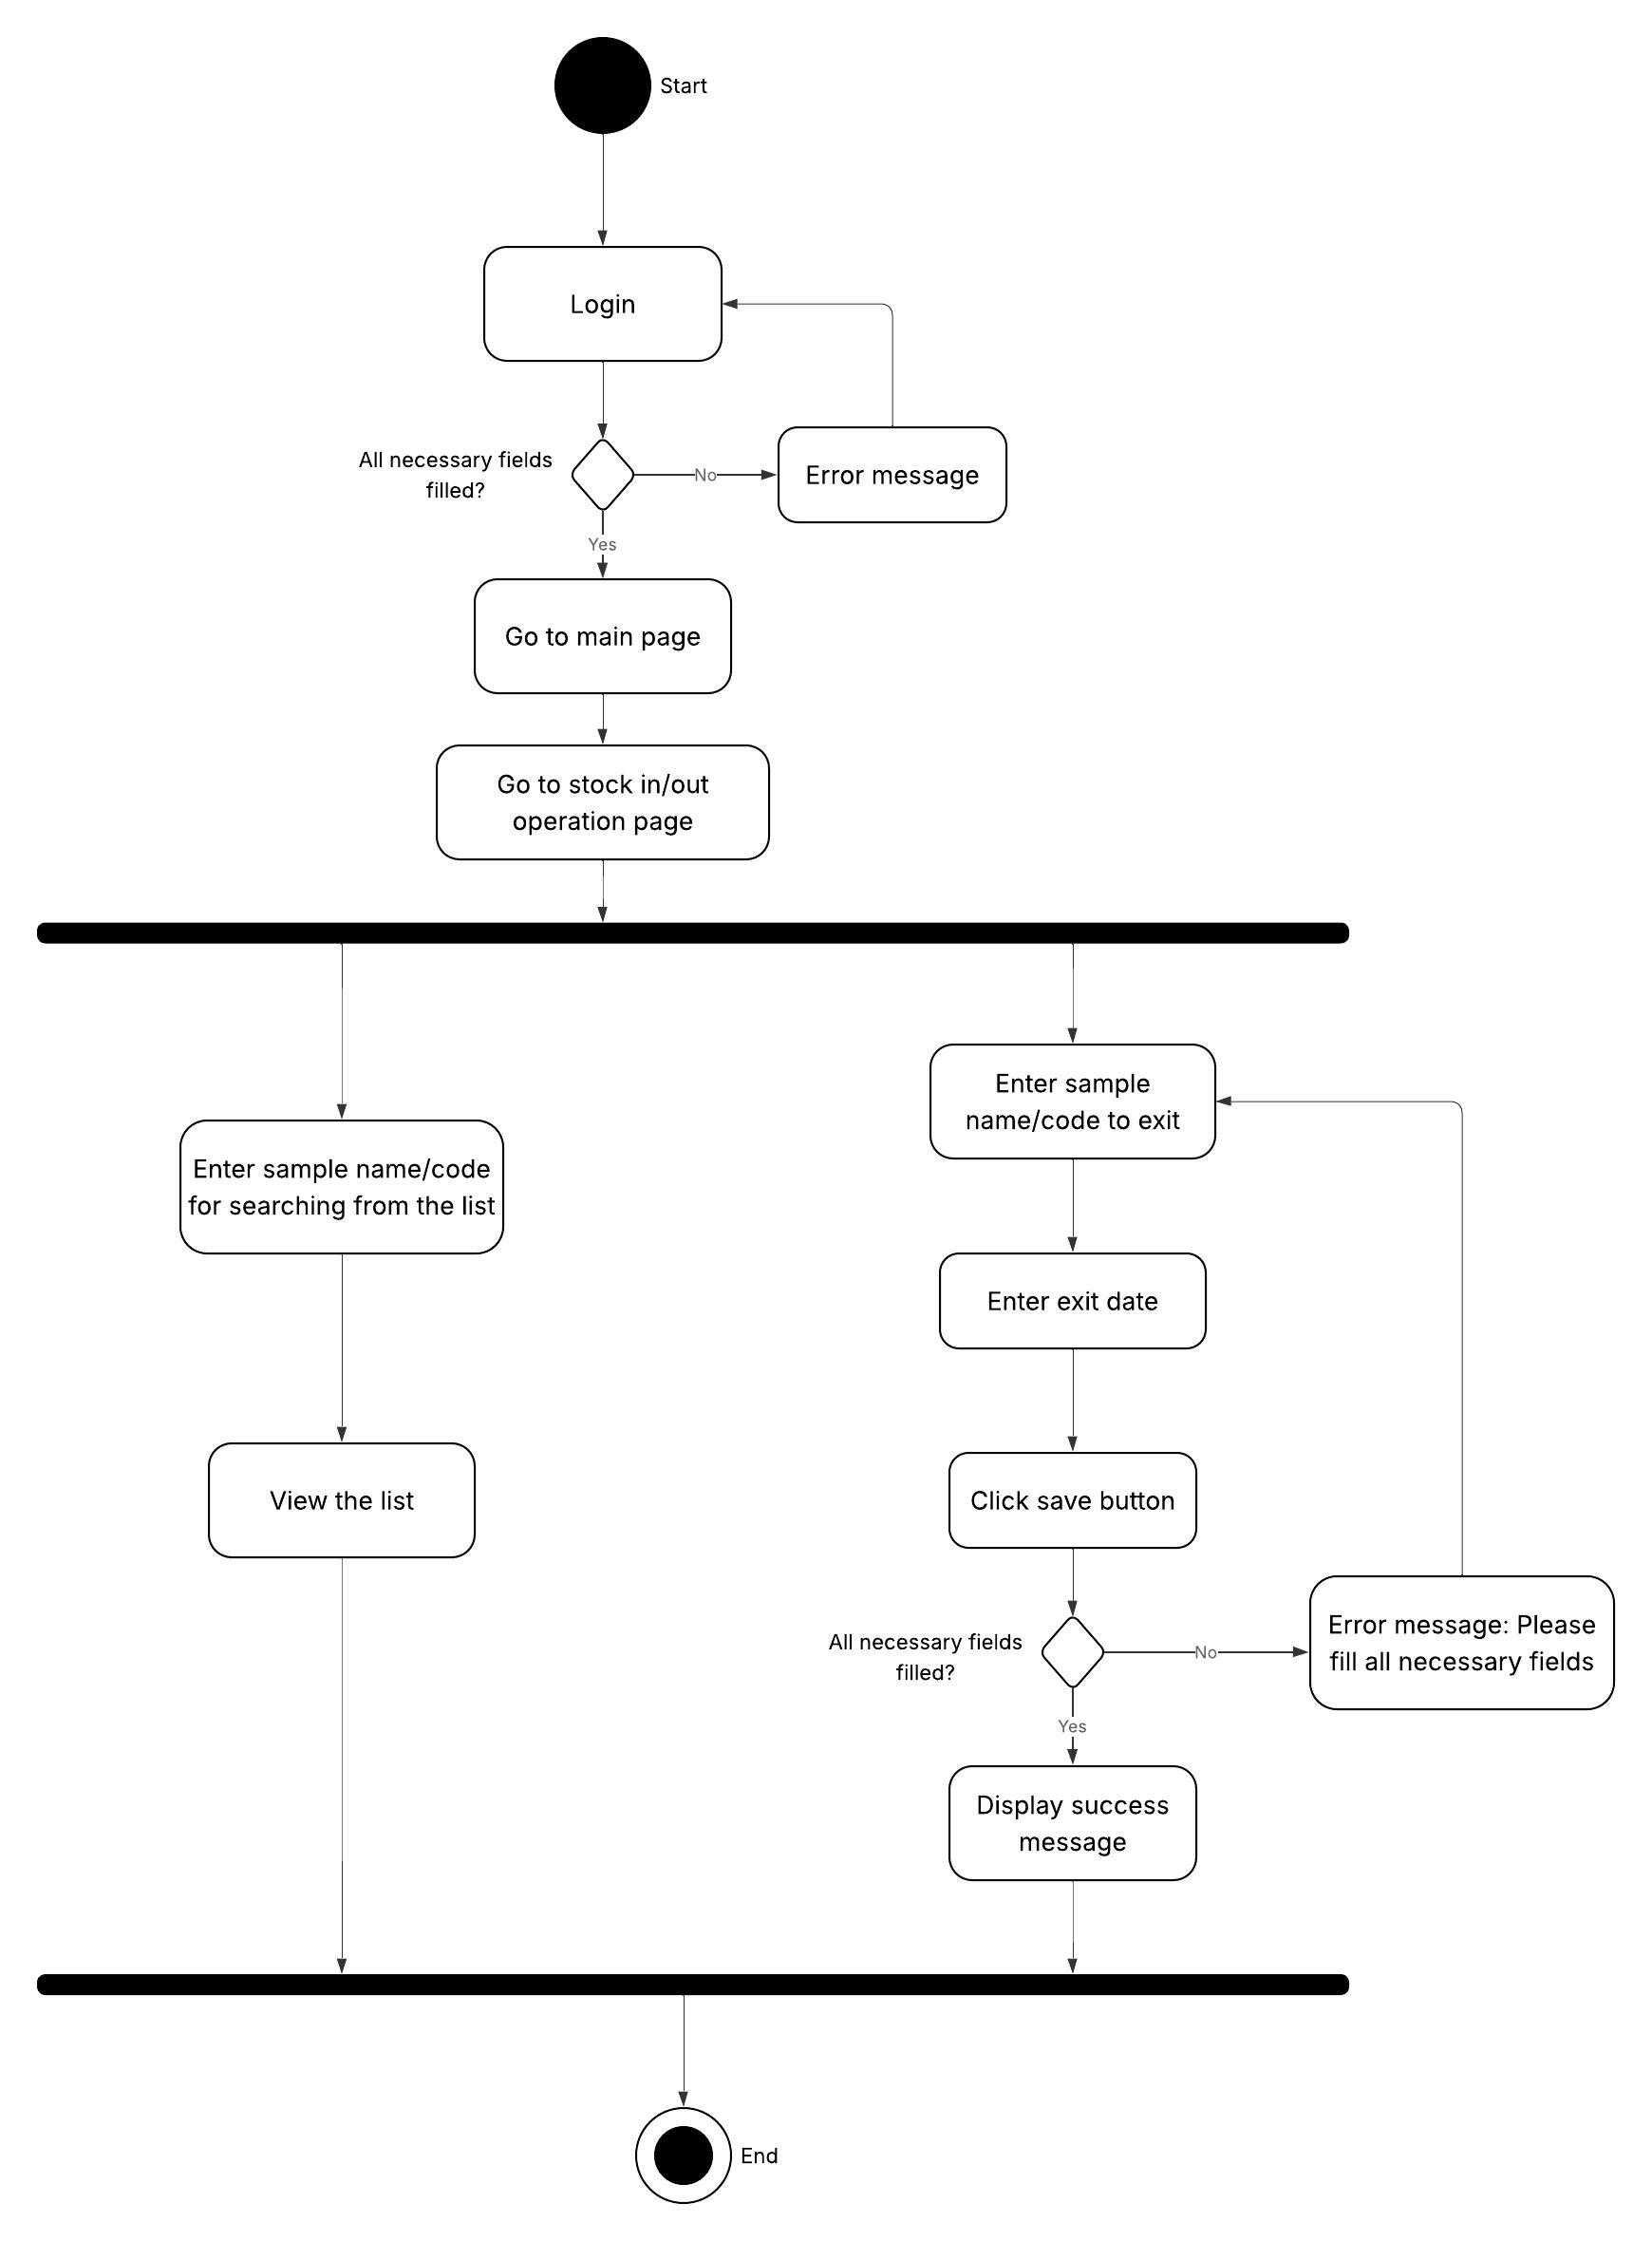 Start
Login
All necessary fields
filled?
No
Error message
Yes
Go to main page
Go to stock in/out
operation page
Enter sample name/code
for searching from the list
View the list
Enter sample
name/code to exit
Enter exit date
Click save button
All necessary fields
filled?
No
Error message: Please
fill all necessary fields
Yes
Display success
message
End